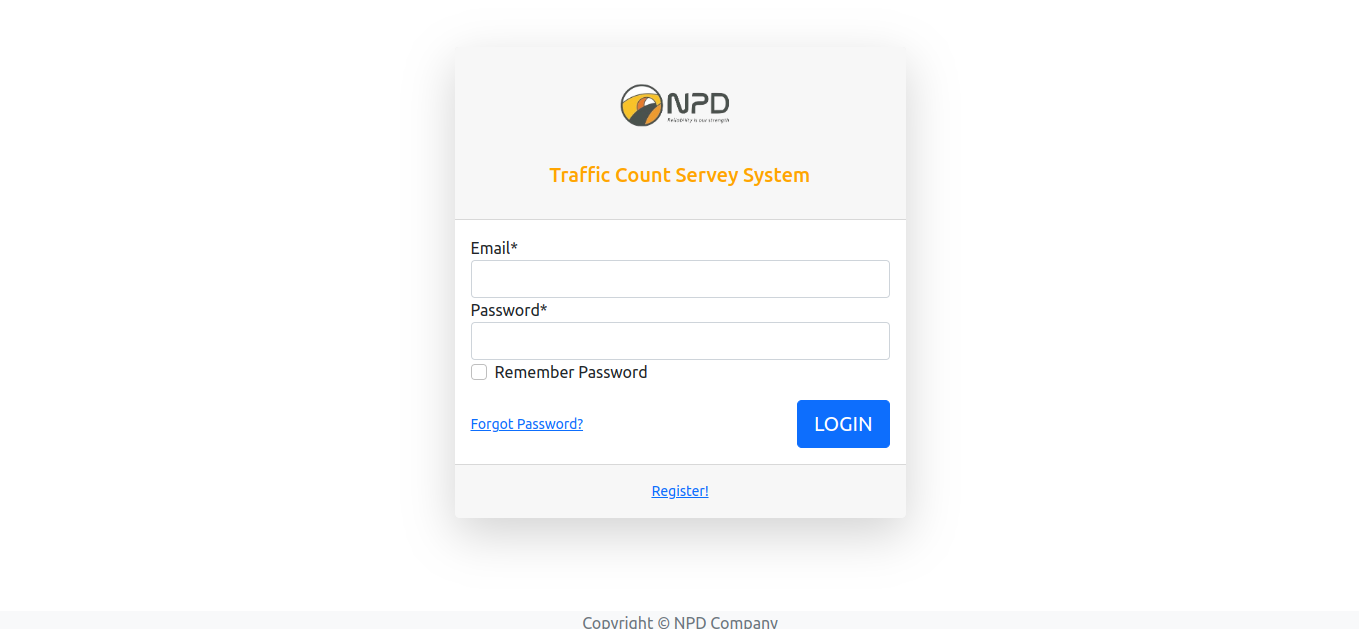 NPD
Reliability is our strength
Traffic Count Servey System
Email*
Password*
Remember Password
Forgot Password?
LOGIN
Register!
Copyright © NPD Company